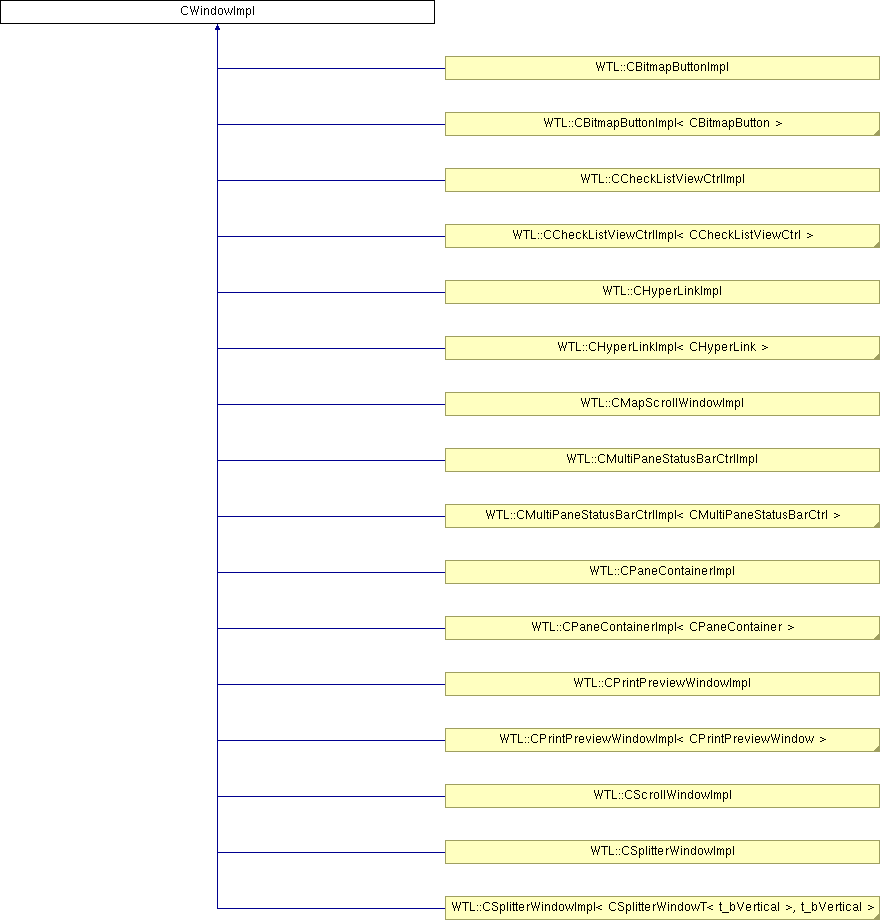 CWindowImpl
WTL::CBitmapButtonImpl
WTL::CBitmapButtonImpl< CBitmapButton >
WTL::CCheckListViewCtrlImpl
WTL::CCheckListViewCtrlImpl< CCheckListViewCtrl >
WTL::CHyperLinkImpl
WTL::CHyperLinkImpl< CHyperLink >
WTL::CMapScrollWindowImpl
WTL::CMultiPaneStatusBarCtrlImpl
WTL::CMultiPaneStatusBarCtrlImpl< CMultiPaneStatusBarCtrl >
WTL::CPaneContainerImpl
WTL::CPaneContainerImpl< CPaneContainer >
WTL::CPrintPreviewWindowImpl
WTL::CPrintPreviewWindowImpl< CPrintPreviewWindow >
WTL::CScrollWindowImpl
WTL::CSplitterWindowImpl
WTL::CSplitterWindowImpl< CSplitterWindowT< t_bVertical >, t_bVertical >